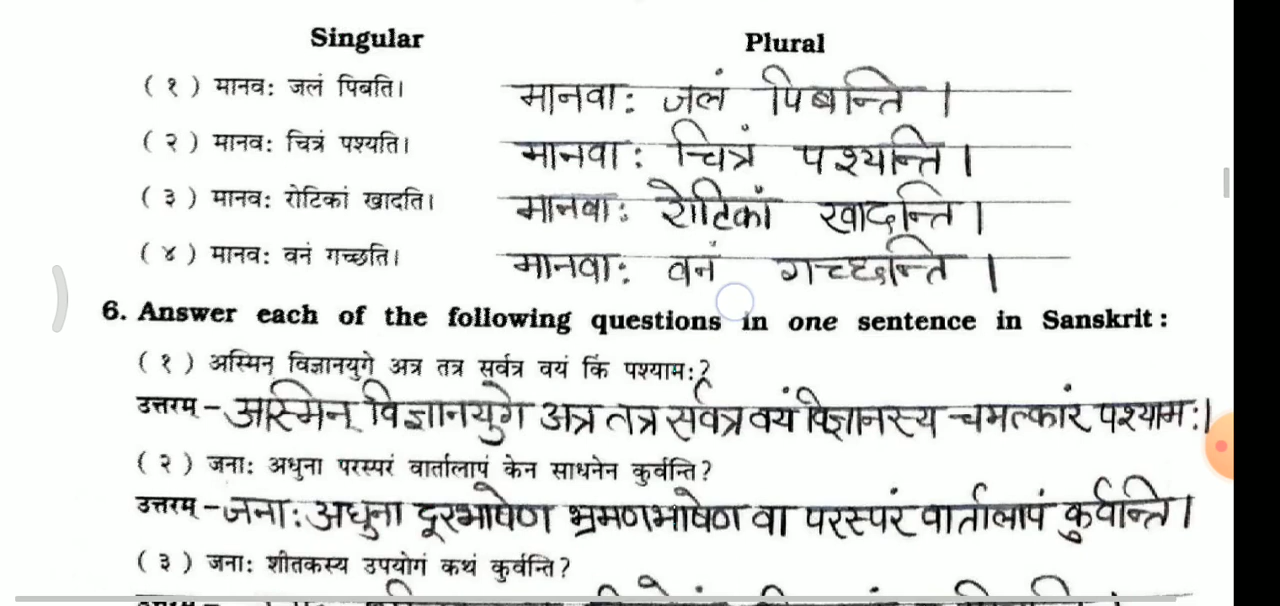 Singular Plural
( १ ) मानवः जलं पिबति। मानवाः जलं पिबन्ति ।
( २ ) मानवः चित्रं पश्यति। मानवाः चित्रं पश्यन्ति ।
( ३ ) मानवः रोटिकां खादति। मानवाः रोटिकां खादन्ति ।
( ४ ) मानवः वनं गच्छति। मानवाः वनं गच्छन्ति ।
6. Answer each of the following questions in one sentence in Sanskrit :
( १ ) अस्मिन् विज्ञानयुगे अत्र तत्र सर्वत्र वयं किं पश्यामः?
उत्तरम् – अस्मिन् विज्ञानयुगे अत्र तत्र सर्वत्र वयं विज्ञानस्य चमत्कारं पश्यामः।
( २ ) जनाः अधुना परस्परं वार्तालापं केन साधनेन कुर्वन्ति?
उत्तरम् – जनाः अधुना दूरभाषेण भ्रमणभाषेण वा परस्परं वार्तालापं कुर्वन्ति।
( ३ ) जनाः शीतकस्य उपयोगं कथं कुर्वन्ति?